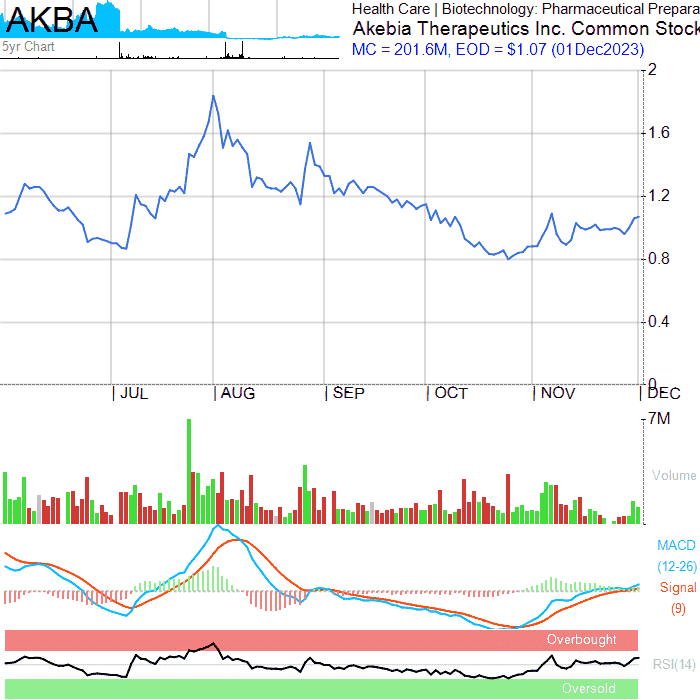 AKBA
5yr Chart
Health Care | Biotechnology: Pharmaceutical Prepara
Akebia Therapeutics Inc. Common Stock
MC = 201.6M, EOD = $1.07 (01Dec2023)
2
1.6
1.2
0.8
0.4
0
JUL AUG SEP OCT NOV DEC
7M
Volume
MACD
(12-26)
Signal
(9)
Overbought
RSI(14)
Oversold